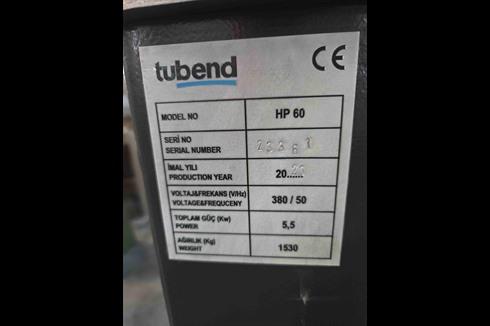 tubend CE
MODEL NO HP 60
SERİ NO
SERIAL NUMBER
İMAL YILI
PRODUCTION YEAR 20......
VOLTAJ&FREKANS (V/Hz)
VOLTAGE&FREQUCENY 380 / 50
TOPLAM GÜÇ (Kw)
POWER 5,5
AĞIRLIK (Kg)
WEIGHT 1530